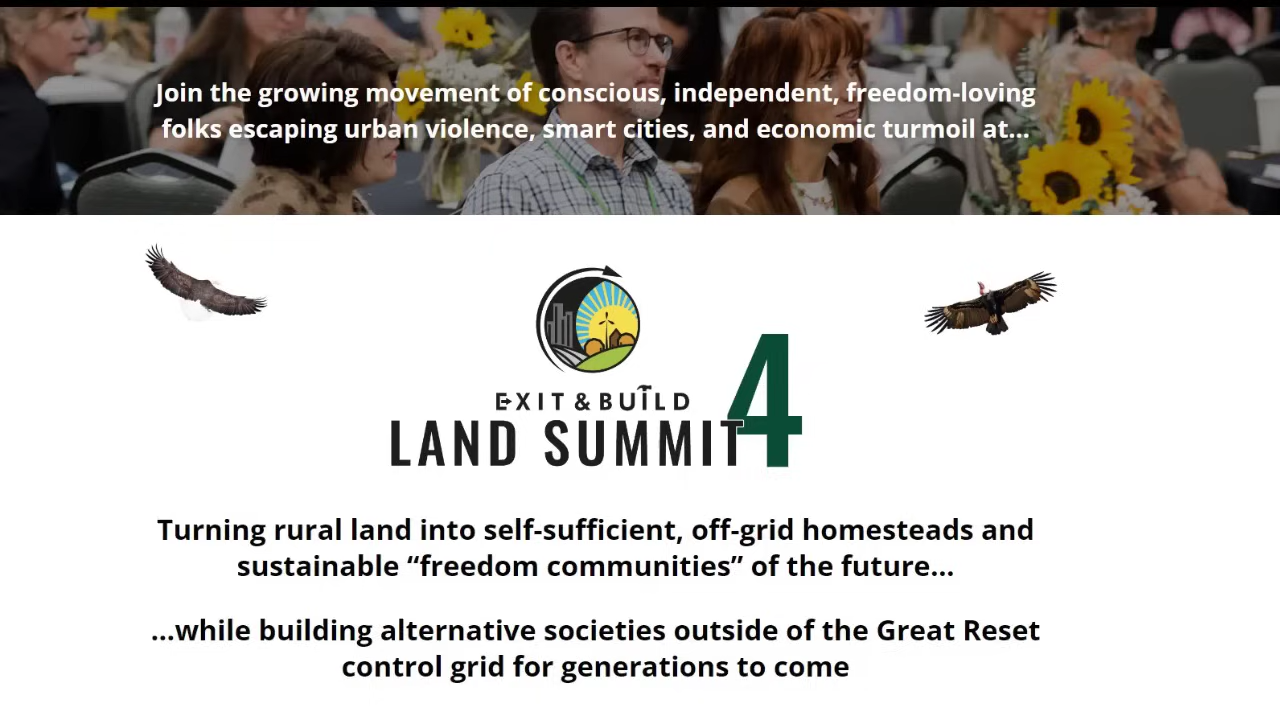 Join the growing movement of conscious, independent, freedom-loving
folks escaping urban violence, smart cities, and economic turmoil at...
EXIT & BUILD
LAND SUMMIT 4
Turning rural land into self-sufficient, off-grid homesteads and
sustainable “freedom communities” of the future...
...while building alternative societies outside of the Great Reset
control grid for generations to come